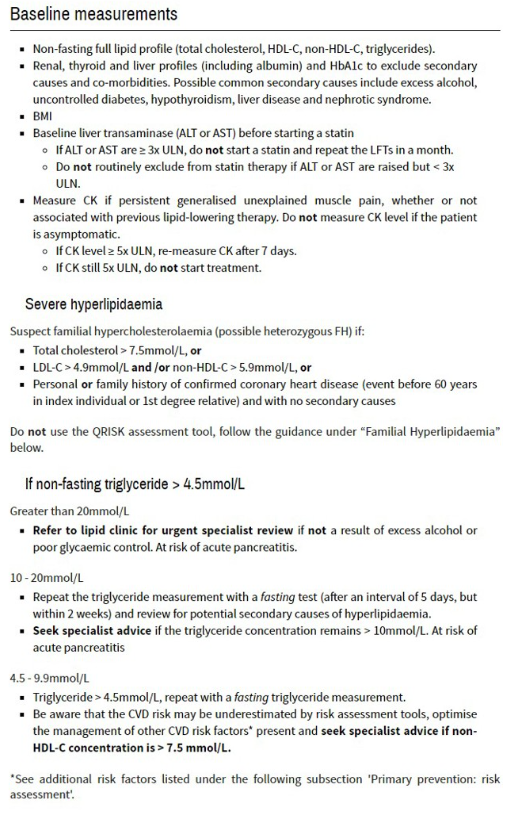 Baseline measurements
▪ Non-fasting full lipid profile (total cholesterol, HDL-C, non-HDL-C, triglycerides).
▪ Renal, thyroid and liver profiles (including albumin) and HbA1c to exclude secondary
causes and co-morbidities. Possible common secondary causes include excess alcohol,
uncontrolled diabetes, hypothyroidism, liver disease and nephrotic syndrome.
▪ BMI
▪ Baseline liver transaminase (ALT or AST) before starting a statin
◦ If ALT or AST are ≥ 3x ULN, do not start a statin and repeat the LFTs in a month.
◦ Do not routinely exclude from statin therapy if ALT or AST are raised but < 3x
ULN.
▪ Measure CK if persistent generalised unexplained muscle pain, whether or not
associated with previous lipid-lowering therapy. Do not measure CK level if the patient
is asymptomatic.
◦ If CK level ≥ 5x ULN, re-measure CK after 7 days.
◦ If CK still 5x ULN, do not start treatment.
Severe hyperlipidaemia
Suspect familial hypercholesterolaemia (possible heterozygous FH) if:
▪ Total cholesterol > 7.5mmol/L, or
▪ LDL-C > 4.9mmol/L and /or non-HDL-C > 5.9mmol/L, or
▪ Personal or family history of confirmed coronary heart disease (event before 60 years
in index individual or 1st degree relative) and with no secondary causes
Do not use the QRISK assessment tool, follow the guidance under “Familial Hyperlipidaemia”
below.
If non-fasting triglyceride > 4.5mmol/L
Greater than 20mmol/L
▪ Refer to lipid clinic for urgent specialist review if not a result of excess alcohol or
poor glycaemic control. At risk of acute pancreatitis.
10 - 20mmol/L
▪ Repeat the triglyceride measurement with a fasting test (after an interval of 5 days, but
within 2 weeks) and review for potential secondary causes of hyperlipidaemia.
▪ Seek specialist advice if the triglyceride concentration remains > 10mmol/L. At risk of
acute pancreatitis
4.5 - 9.9mmol/L
▪ Triglyceride > 4.5mmol/L, repeat with a fasting triglyceride measurement.
▪ Be aware that the CVD risk may be underestimated by risk assessment tools, optimise
the management of other CVD risk factors* present and seek specialist advice if non-
HDL-C concentration is > 7.5 mmol/L.
*See additional risk factors listed under the following subsection 'Primary prevention: risk
assessment'.